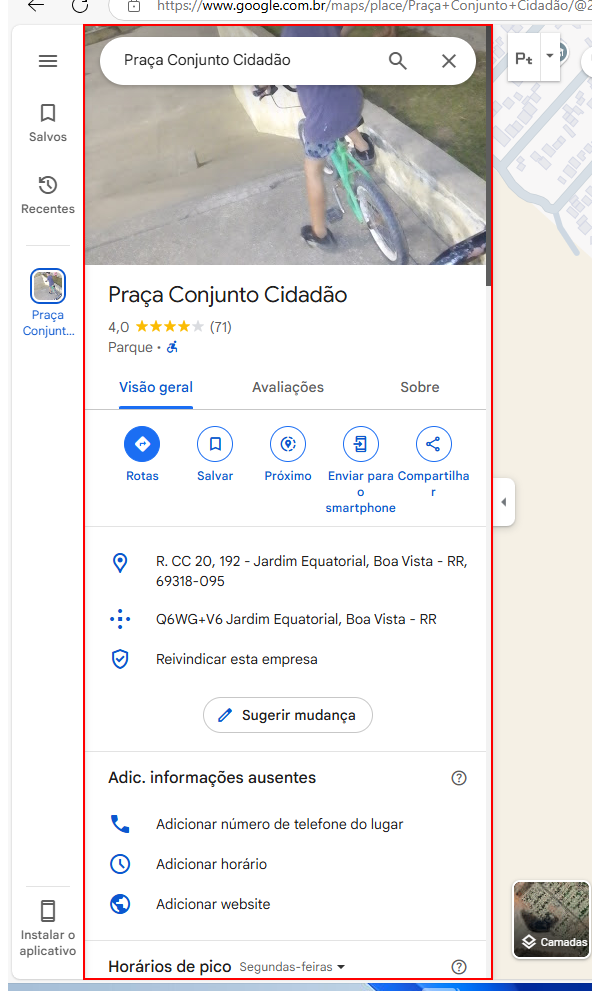 https://www.google.com.br/maps/place/Praça+Conjunto+Cidadão/@2
Praça Conjunto Cidadão
Salvos
Recentes
Praça
Conjunt...
Praça Conjunto Cidadão
4,0 (71)
Parque ·
Visão geral Avaliações Sobre
Rotas
Salvar
Próximo
Enviar para
o
smartphone
Compartilha
r
R. CC 20, 192 - Jardim Equatorial, Boa Vista - RR,
69318-095
Q6WG+V6 Jardim Equatorial, Boa Vista - RR
Reivindicar esta empresa
Sugerir mudança
Adic. informações ausentes
Adicionar número de telefone do lugar
Adicionar horário
Adicionar website
Horários de pico Segundas-feiras
Instalar o
aplicativo
Camadas